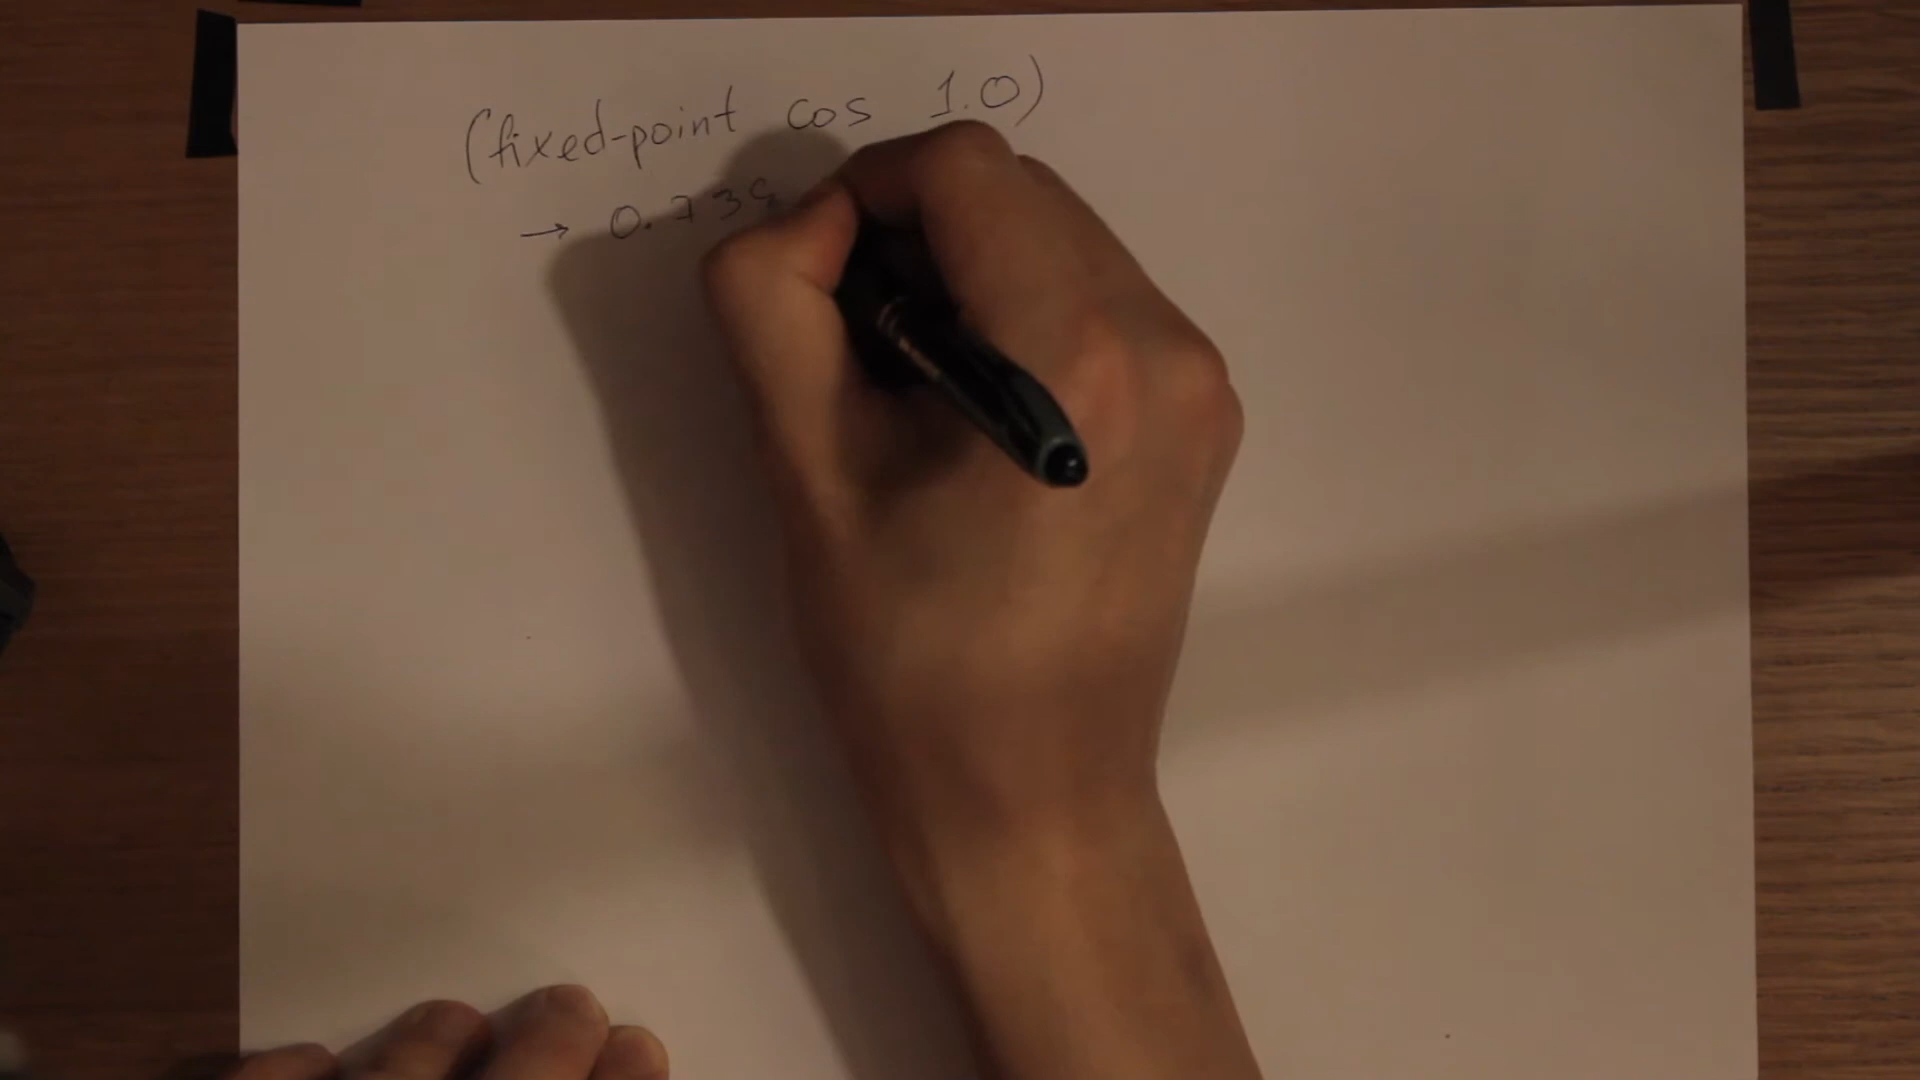 (fixed-point cos 1.0)
→ 0.739